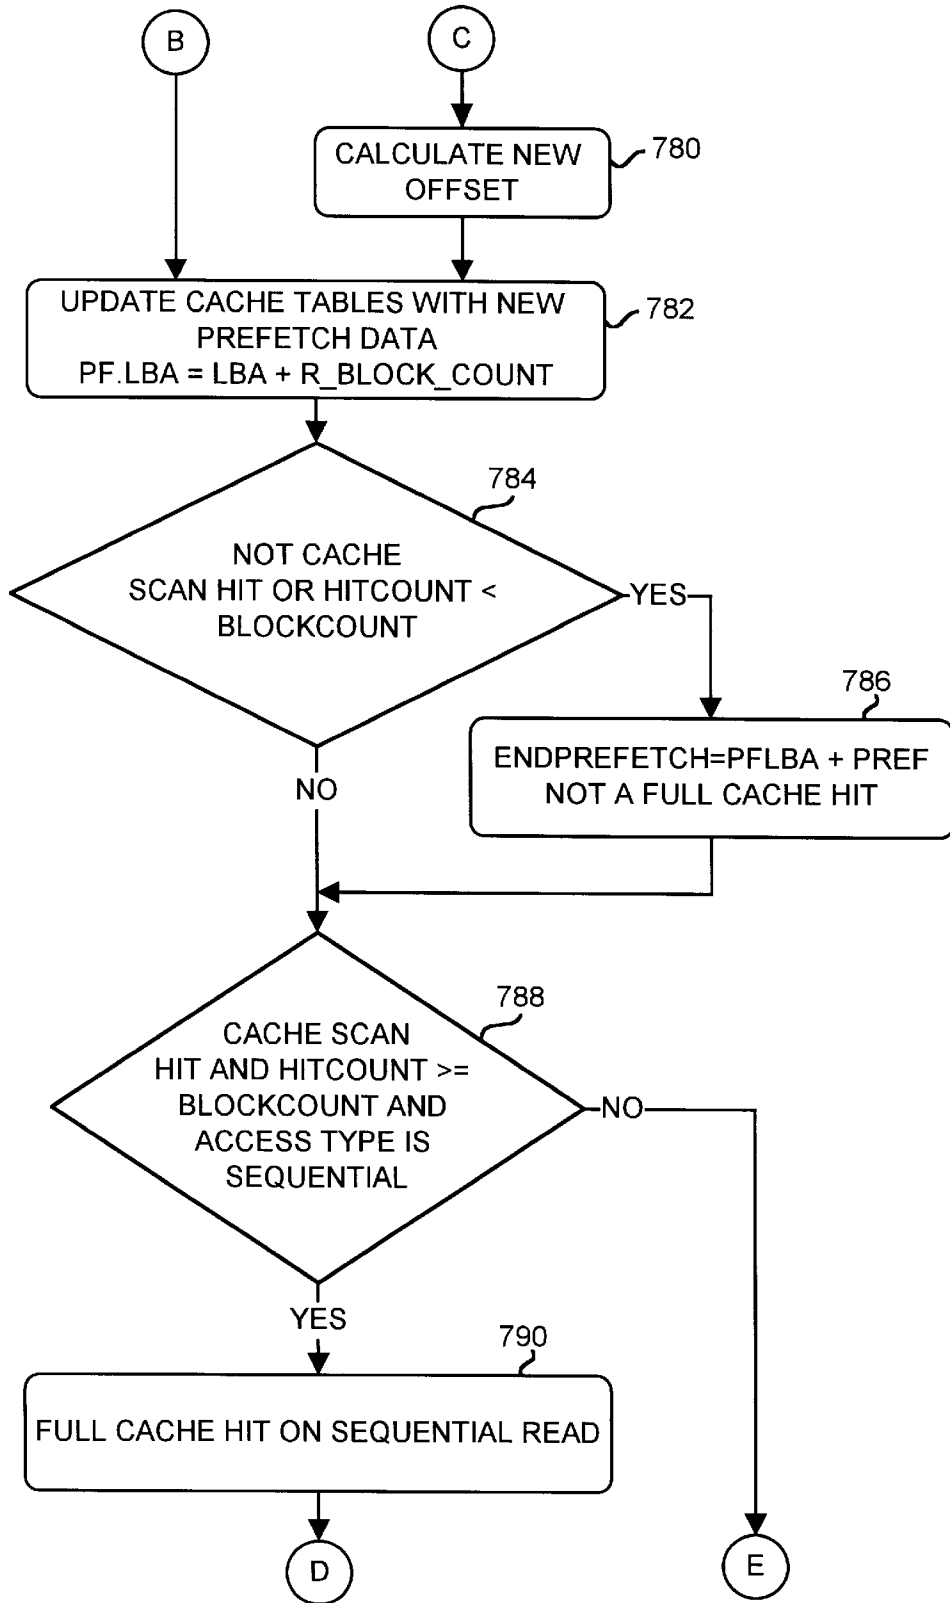 B
C
CALCULATE NEW
OFFSET
780
UPDATE CACHE TABLES WITH NEW
PREFETCH DATA
PF.LBA = LBA + R_BLOCK_COUNT
782
784
NOT CACHE
SCAN HIT OR HITCOUNT <
BLOCKCOUNT
YES
786
ENDPREFETCH=PFLBA + PREF
NOT A FULL CACHE HIT
NO
788
CACHE SCAN
HIT AND HITCOUNT >=
BLOCKCOUNT AND
ACCESS TYPE IS
SEQUENTIAL
NO
YES
790
FULL CACHE HIT ON SEQUENTIAL READ
D
E